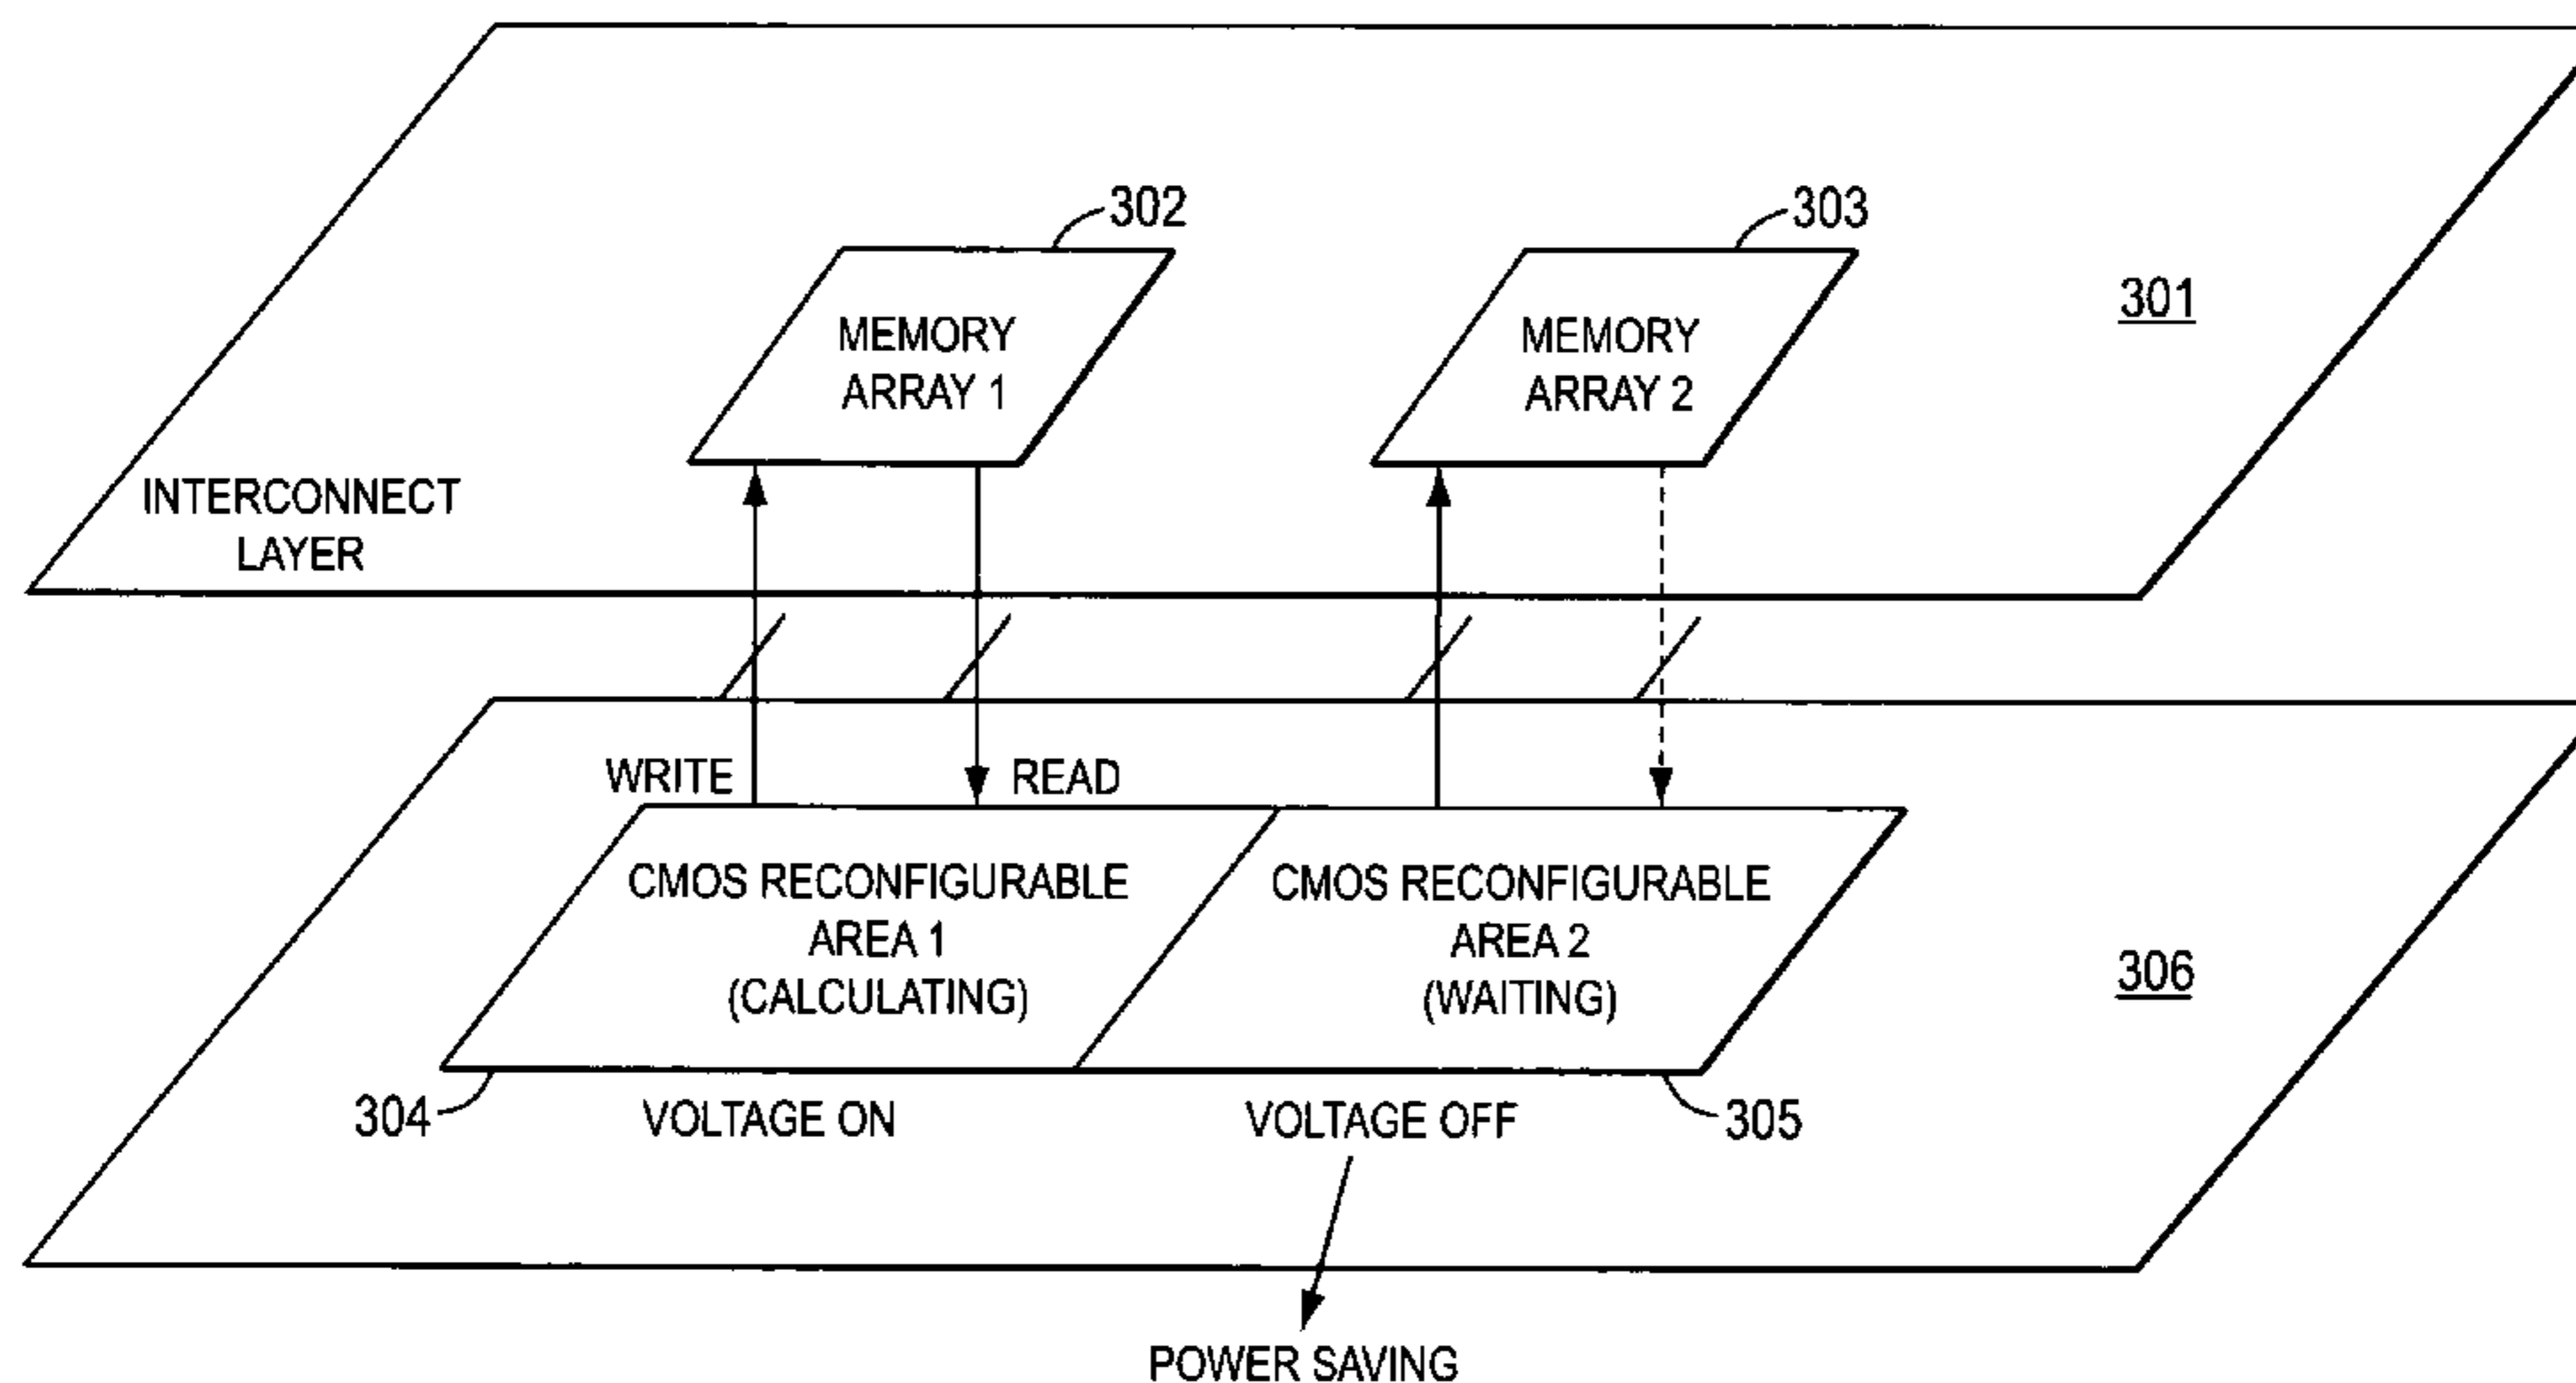 302
303
301
MEMORY
ARRAY 1
MEMORY
ARRAY 2
INTERCONNECT
LAYER
WRITE
READ
CMOS RECONFIGURABLE
AREA 1
(CALCULATING)
CMOS RECONFIGURABLE
AREA 2
(WAITING)
306
304
VOLTAGE ON
VOLTAGE OFF
305
POWER SAVING